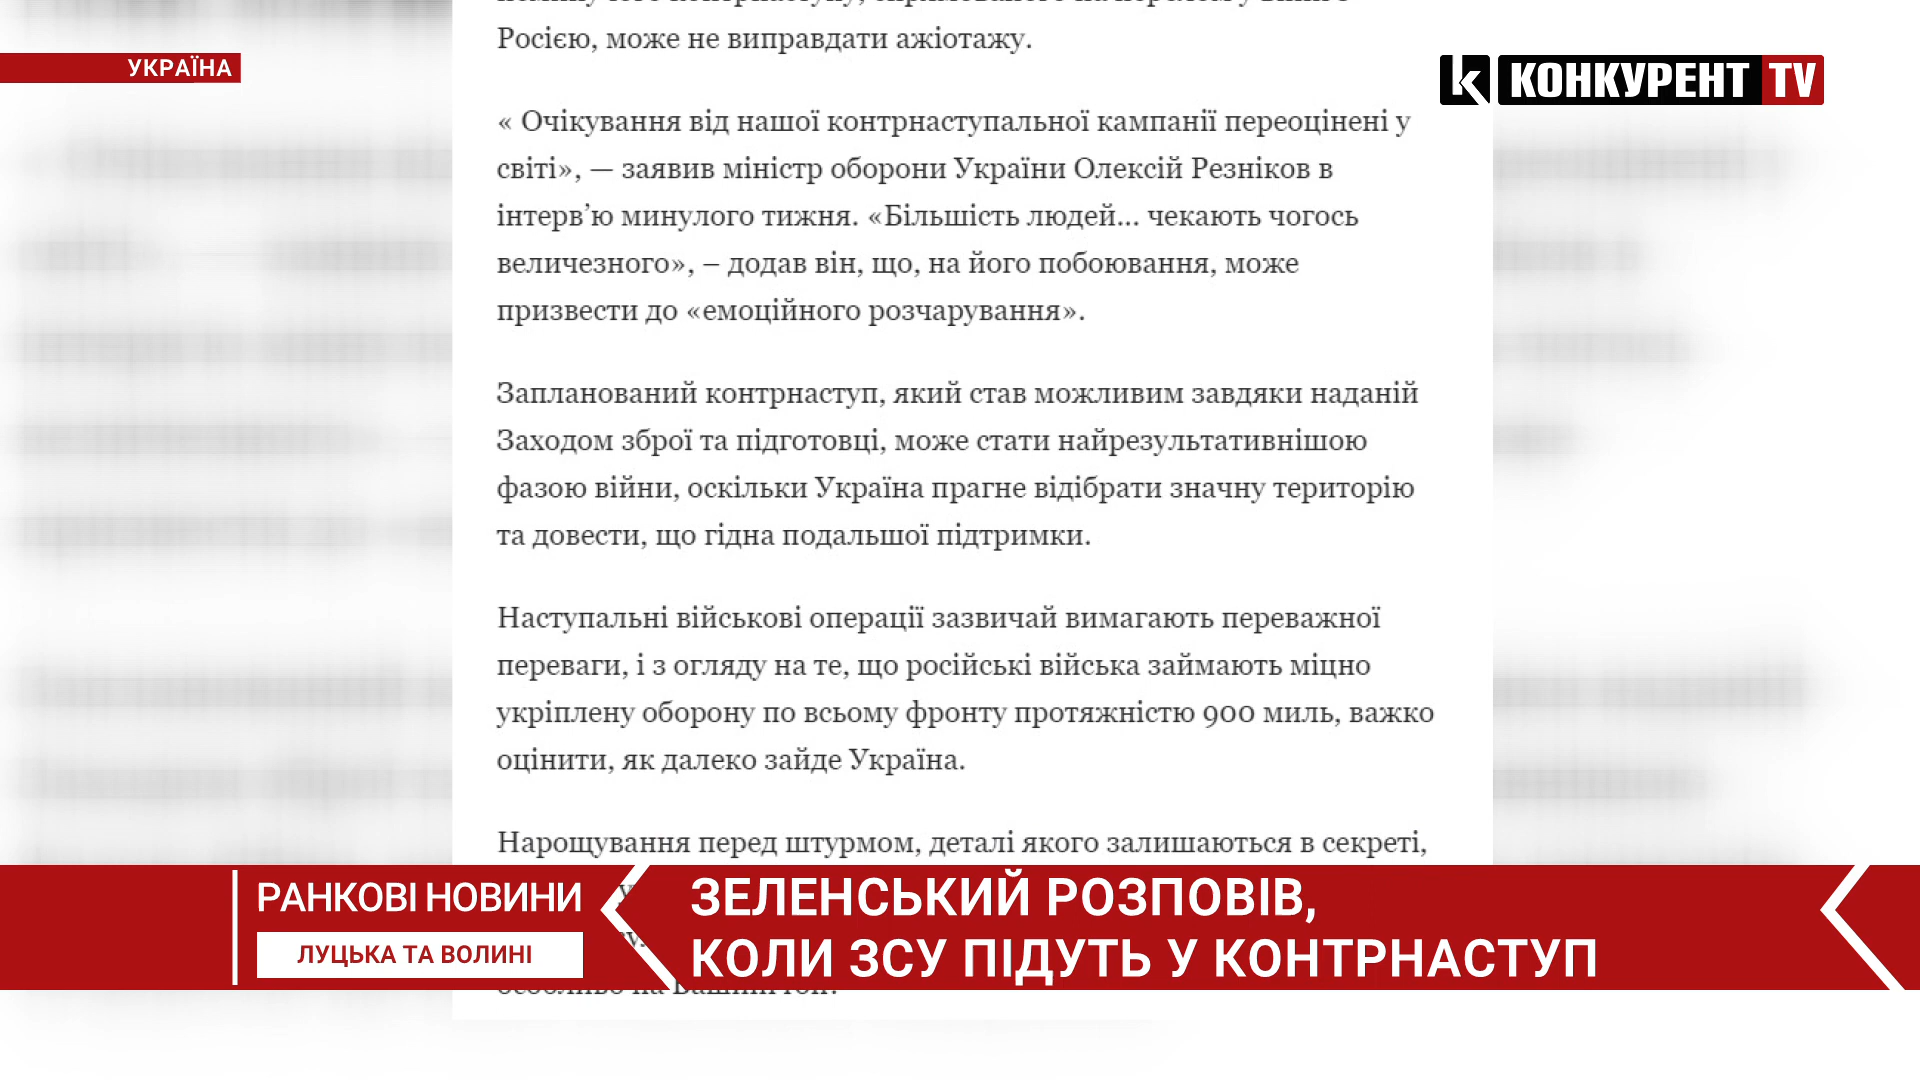 Росією, може не виправдати ажіотажу.
УКРАЇНА
КОНКУРЕНТ TV
« Очікування від нашої контрнаступальної кампанії переоцінені у
світі», — заявив міністр оборони України Олексій Резніков в
інтерв’ю минулого тижня. «Більшість людей... чекають чогось
величезного», – додав він, що, на його побоювання, може
призвести до «емоційного розчарування».
Запланований контрнаступ, який став можливим завдяки наданій
Заходом зброї та підготовці, може стати найрезультативнішою
фазою війни, оскільки Україна прагне відібрати значну територію
та довести, що гідна подальшої підтримки.
Наступальні військові операції зазвичай вимагають переважної
переваги, і з огляду на те, що російські війська займають міцно
укріплену оборону по всьому фронту протяжністю 900 миль, важко
оцінити, як далеко зайде Україна.
Нарощування перед штурмом, деталі якого залишаються в секреті,
РАНКОВІ НОВИНИ
ЛУЦЬКА ТА ВОЛИНІ
ЗЕЛЕНСЬКИЙ РОЗПОВІВ,
КОЛИ ЗСУ ПІДУТЬ У КОНТРНАСТУП